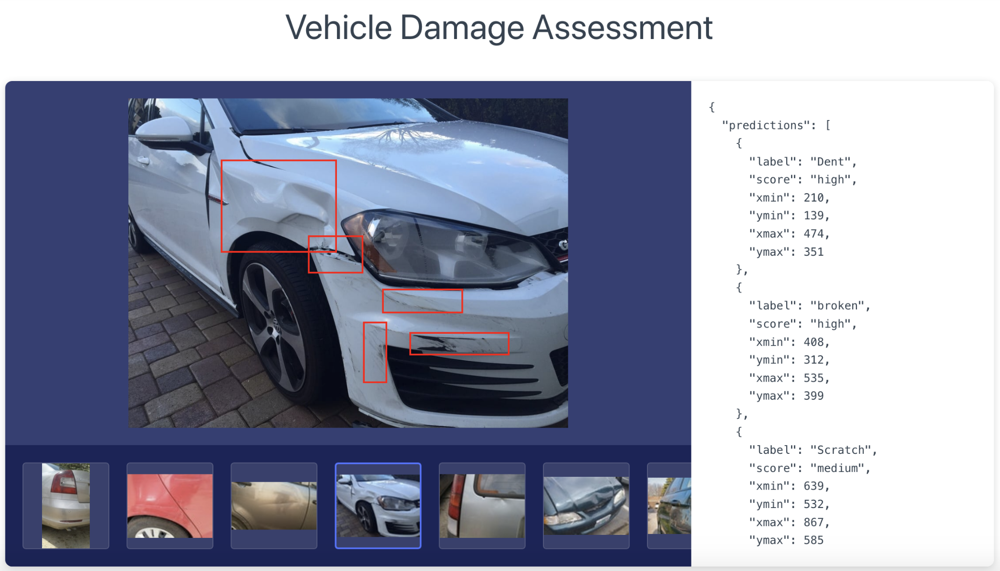 Vehicle Damage Assessment
{
"predictions": [
{
"label": "Dent",
"score": "high",
"xmin": 210,
"ymin": 139,
"xmax": 474,
"ymax": 351
},
{
"label": "broken",
"score": "high",
"xmin": 408,
"ymin": 312,
"xmax": 535,
"ymax": 399
},
{
"label": "Scratch",
"score": "medium",
"xmin": 639,
"ymin": 532,
"xmax": 867,
"ymax": 585